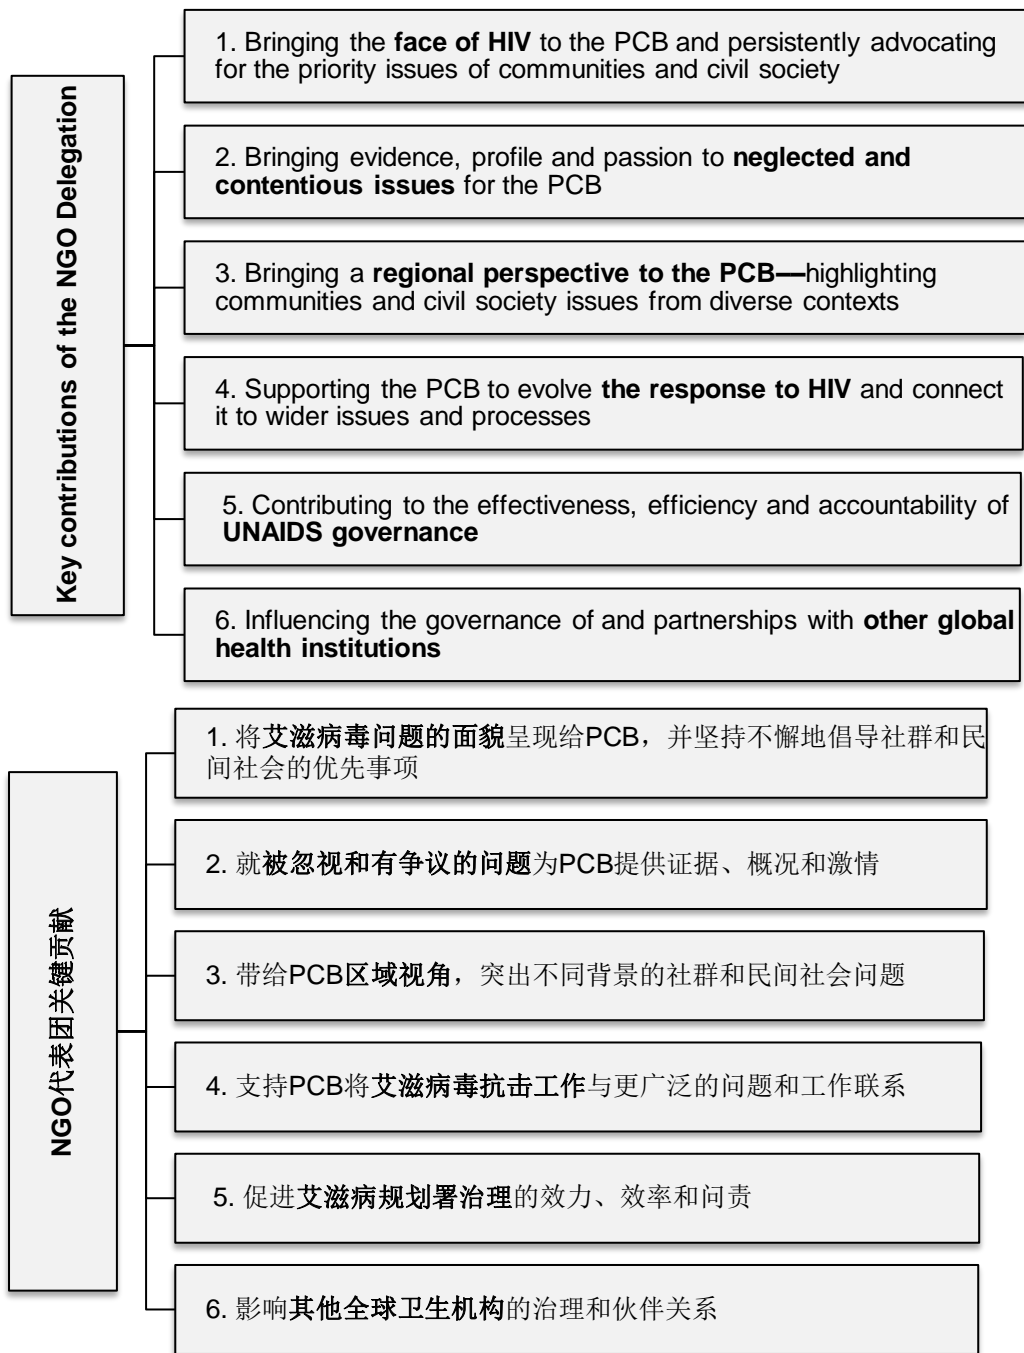 Key contributions of the NGO Delegation
1. Bringing the face of HIV to the PCB and persistently advocating
for the priority issues of communities and civil society
2. Bringing evidence, profile and passion to neglected and
contentious issues for the PCB
3. Bringing a regional perspective to the PCB—highlighting
communities and civil society issues from diverse contexts
4. Supporting the PCB to evolve the response to HIV and connect
it to wider issues and processes
5. Contributing to the effectiveness, efficiency and accountability of
UNAIDS governance
6. Influencing the governance of and partnerships with other global
health institutions
NGO代表团关键贡献
1. 将艾滋病毒问题的面貌呈现给PCB，并坚持不懈地倡导社群和民
间社会的优先事项
2. 就被忽视和有争议的问题为PCB提供证据、概况和激情
3. 带给PCB区域视角，突出不同背景的社群和民间社会问题
4. 支持PCB将艾滋病毒抗击工作与更广泛的问题和工作联系
5. 促进艾滋病规划署治理的效力、效率和问责
6. 影响其他全球卫生机构的治理和伙伴关系